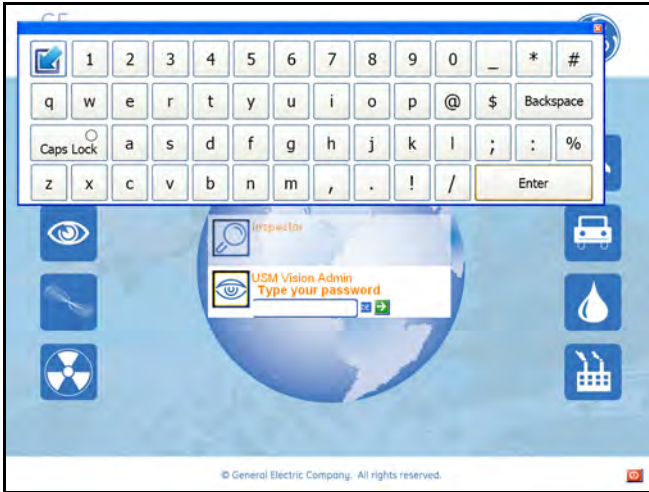 GE
1 2 3 4 5 6 7 8 9 0 _ * #
q w e r t y u i o p @ $ Backspace
Caps Lock a s d f g h j k l ; : %
z x c v b n m , . ! / Enter
Inspector
USM Vision Admin
Type your password
© General Electric Company. All rights reserved.